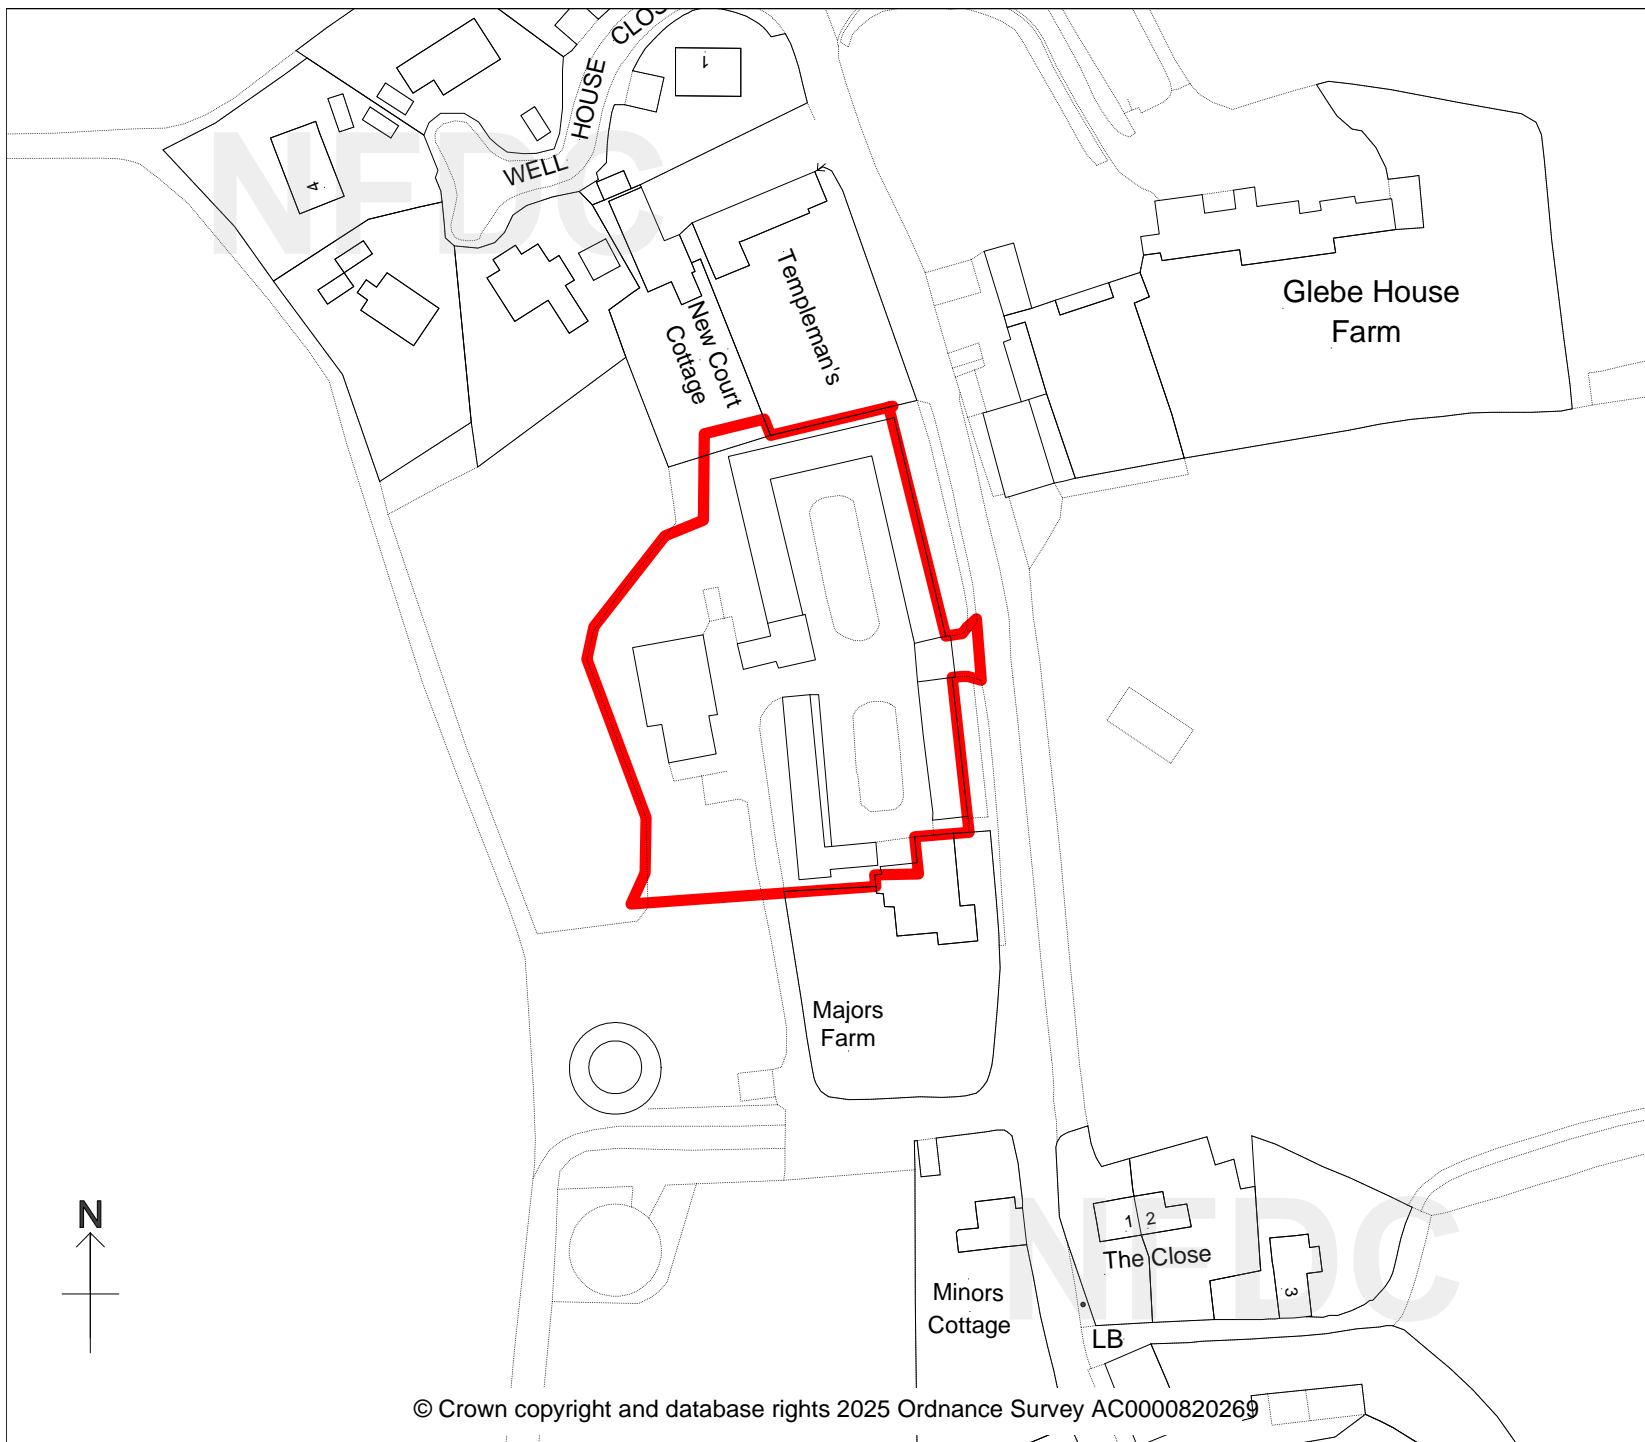 HOUSE CLOS
1
WELL
4
NFDC
Templeman's
New Court
Cottage
Glebe House
Farm
Majors
Farm
N
1 2
The Close
3
NFDC
Minors
Cottage
LB
© Crown copyright and database rights 2025 Ordnance Survey AC0000820269